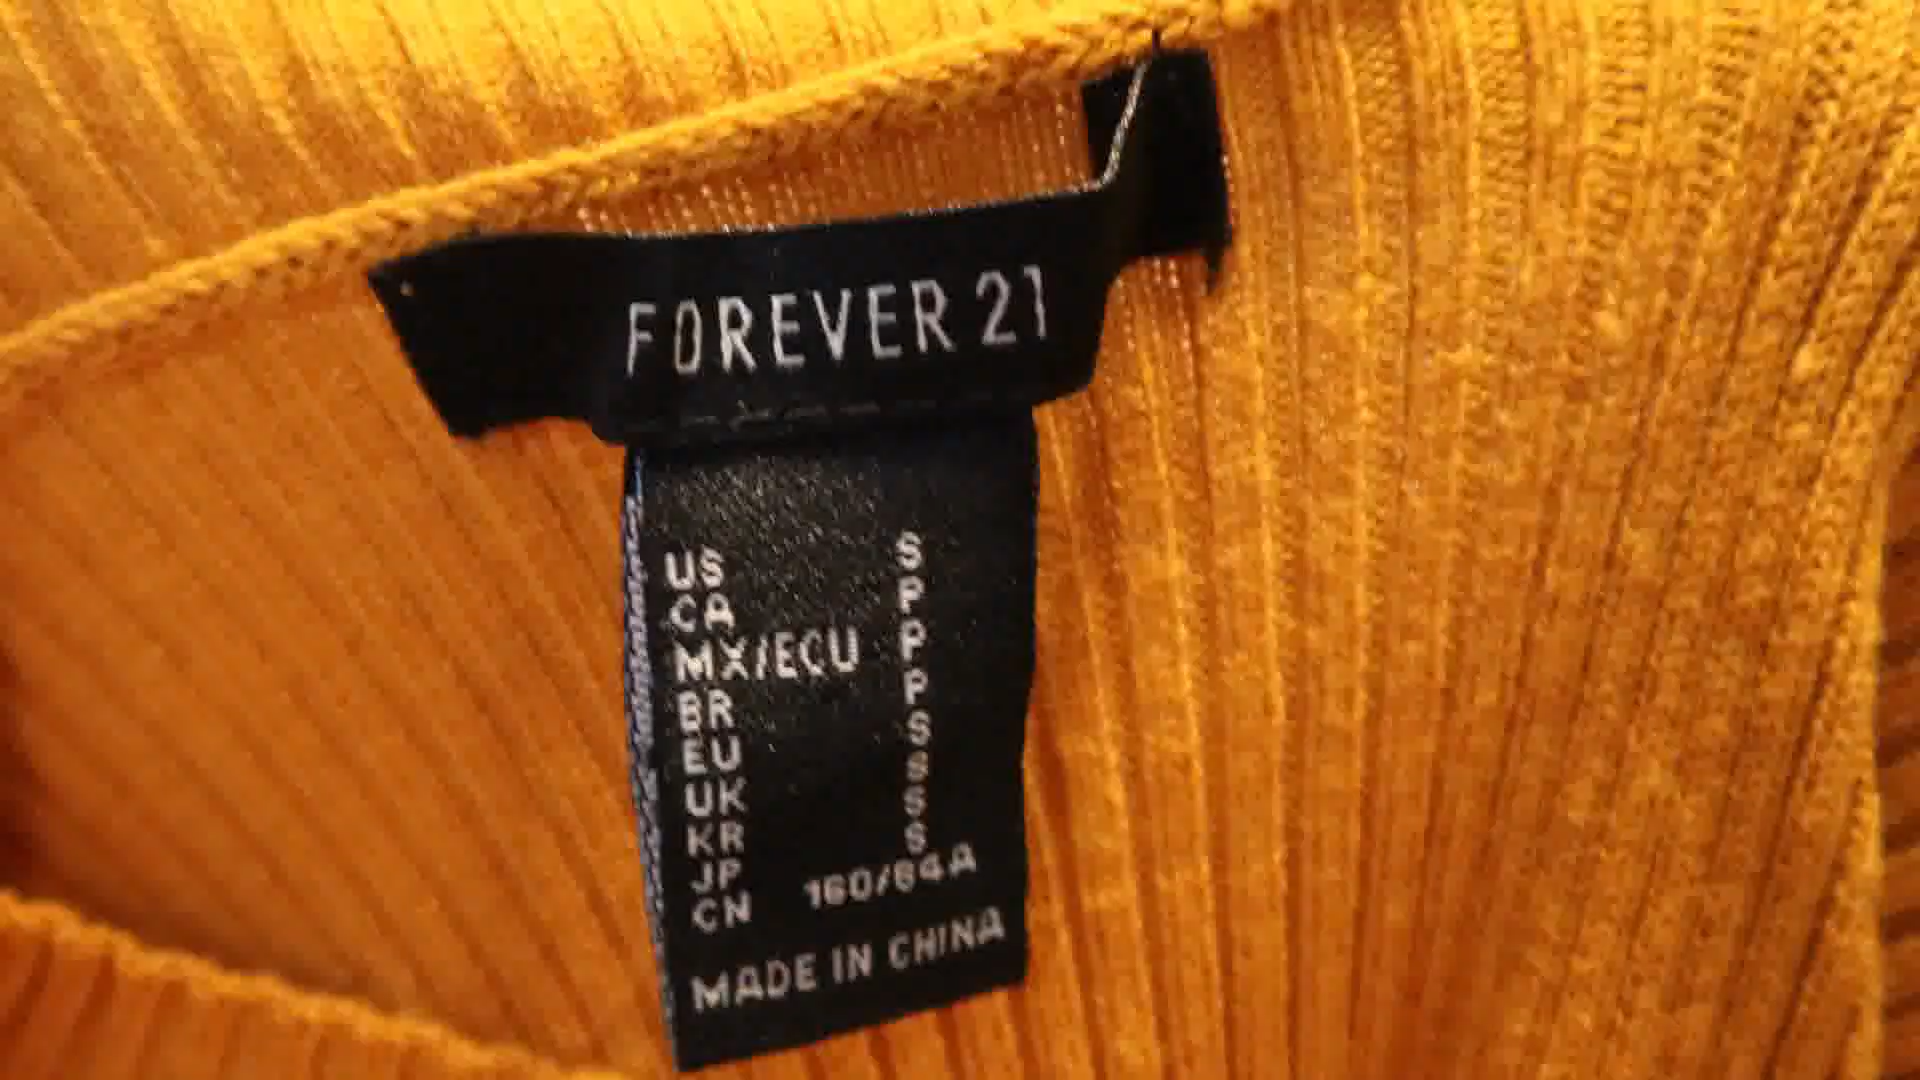 FOREVER 21
US S
CA P
MX/ECU P
BR P
EU S
UK S
KR S
JP S
CN 160/84A
MADE IN CHINA